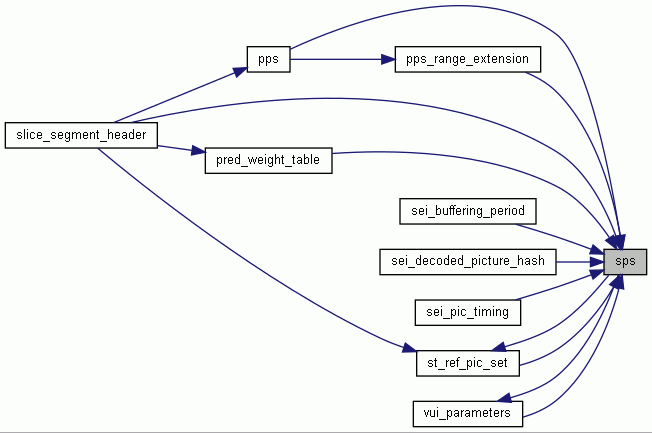 pps
pps_range_extension
slice_segment_header
pred_weight_table
sei_buffering_period
sei_decoded_picture_hash
sps
sei_pic_timing
st_ref_pic_set
vui_parameters